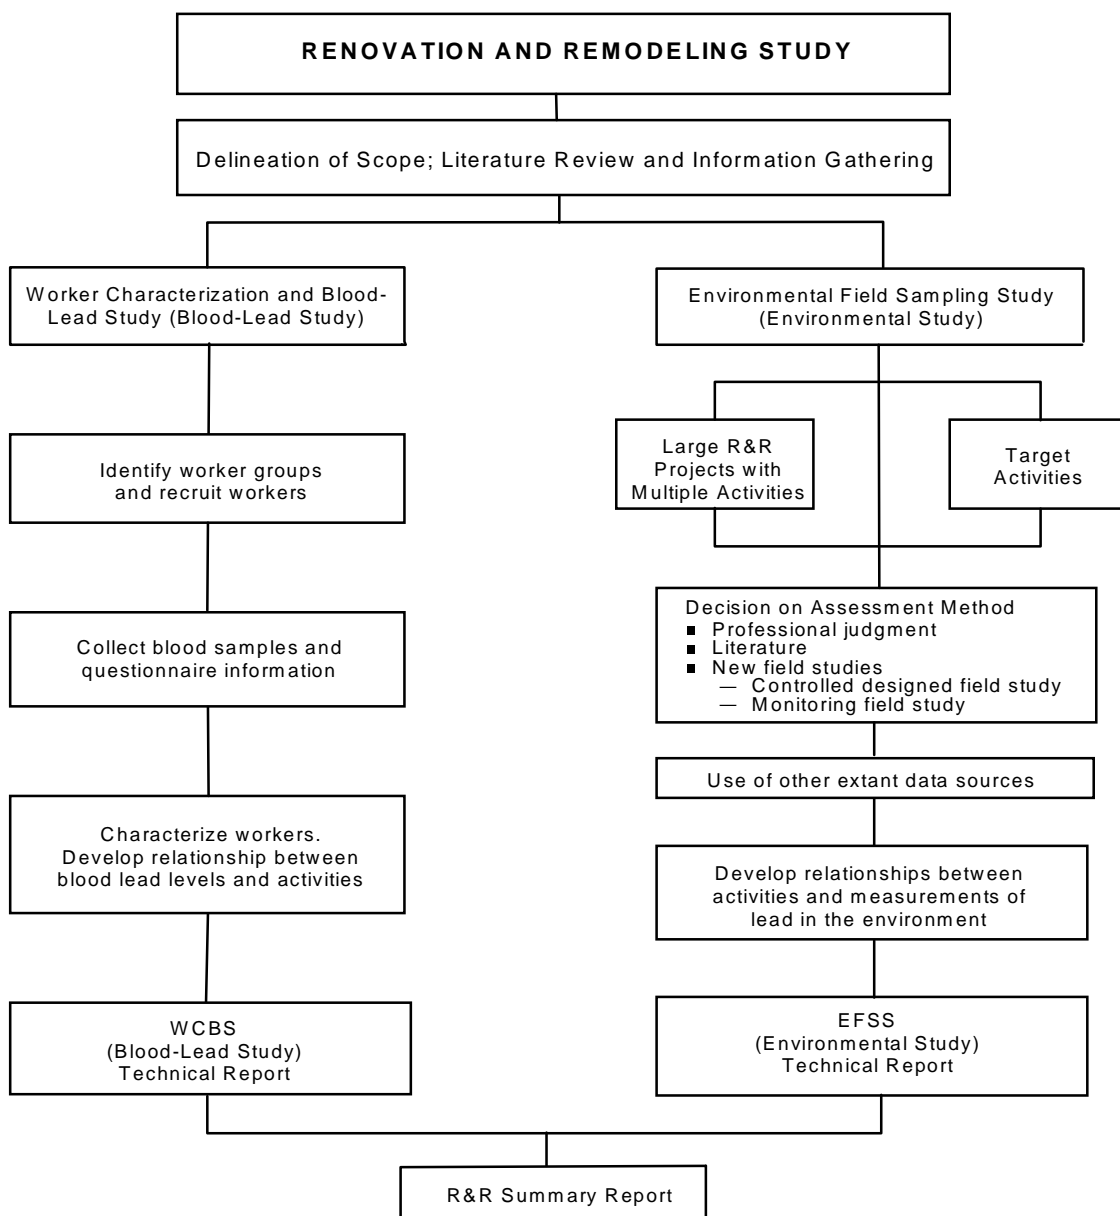 RENOVATION AND REMODELING STUDY
Delineation of Scope; Literature Review and Information Gathering
Worker Characterization and Blood-
Lead Study (Blood-Lead Study)
Identify worker groups
and recruit workers
Collect blood samples and
questionnaire information
Characterize workers.
Develop relationship between
blood lead levels and activities
WCBS
(Blood-Lead Study)
Technical Report
Environmental Field Sampling Study
(Environmental Study)
Large R&R
Projects with
Multiple Activities
Target
Activities
Decision on Assessment Method
■ Professional judgment
■ Literature
■ New field studies
— Controlled designed field study
— Monitoring field study
Use of other extant data sources
Develop relationships between
activities and measurements of
lead in the environment
EFSS
(Environmental Study)
Technical Report
R&R Summary Report